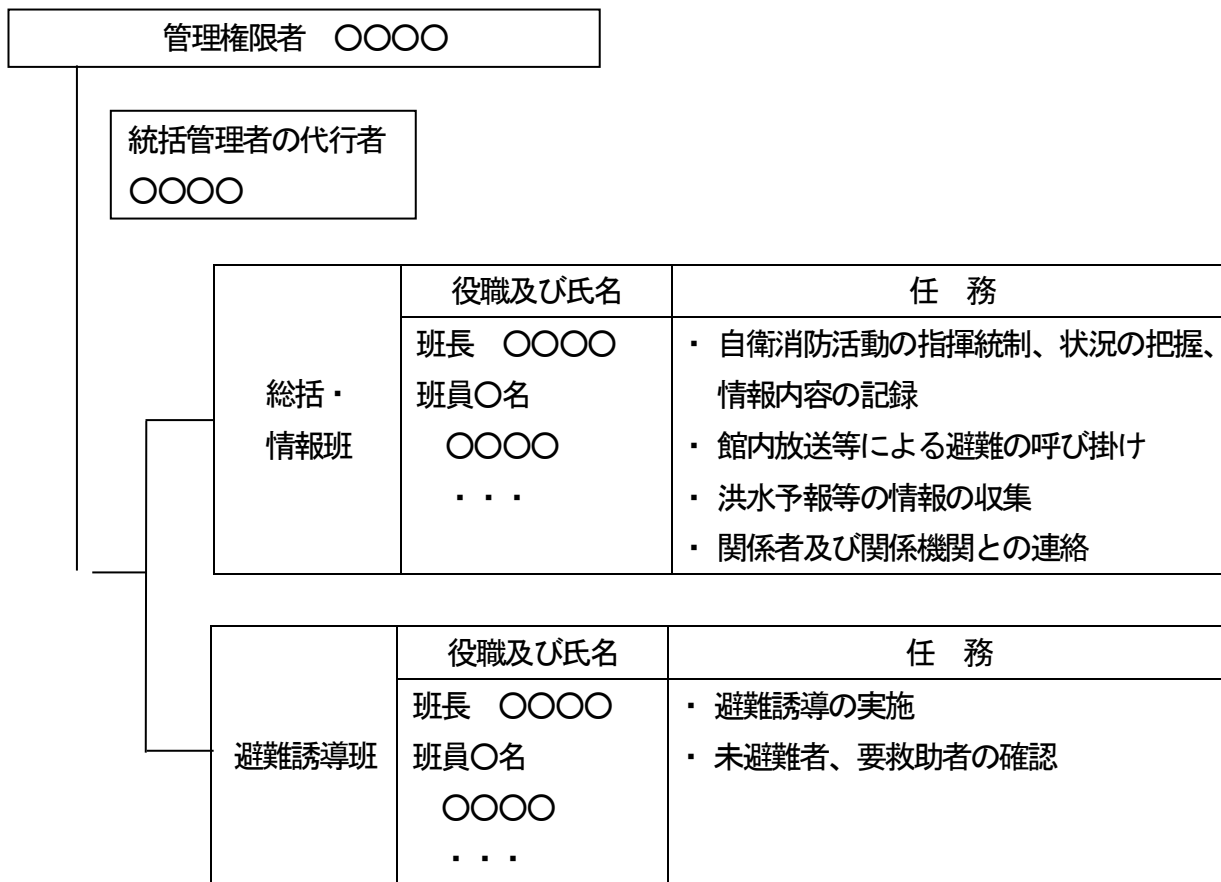 管理権限者 〇〇〇〇
統括管理者の代行者
〇〇〇〇
役職及び氏名 任 務
総括・
情報班
班長 〇〇〇〇
班員〇名
〇〇〇〇
・・・
・ 自衛消防活動の指揮統制、状況の把握、
情報内容の記録
・ 館内放送等による避難の呼び掛け
・ 洪水予報等の情報の収集
・ 関係者及び関係機関との連絡
役職及び氏名 任 務
避難誘導班
班長 〇〇〇〇
班員〇名
〇〇〇〇
・・・
・ 避難誘導の実施
・ 未避難者、要救助者の確認